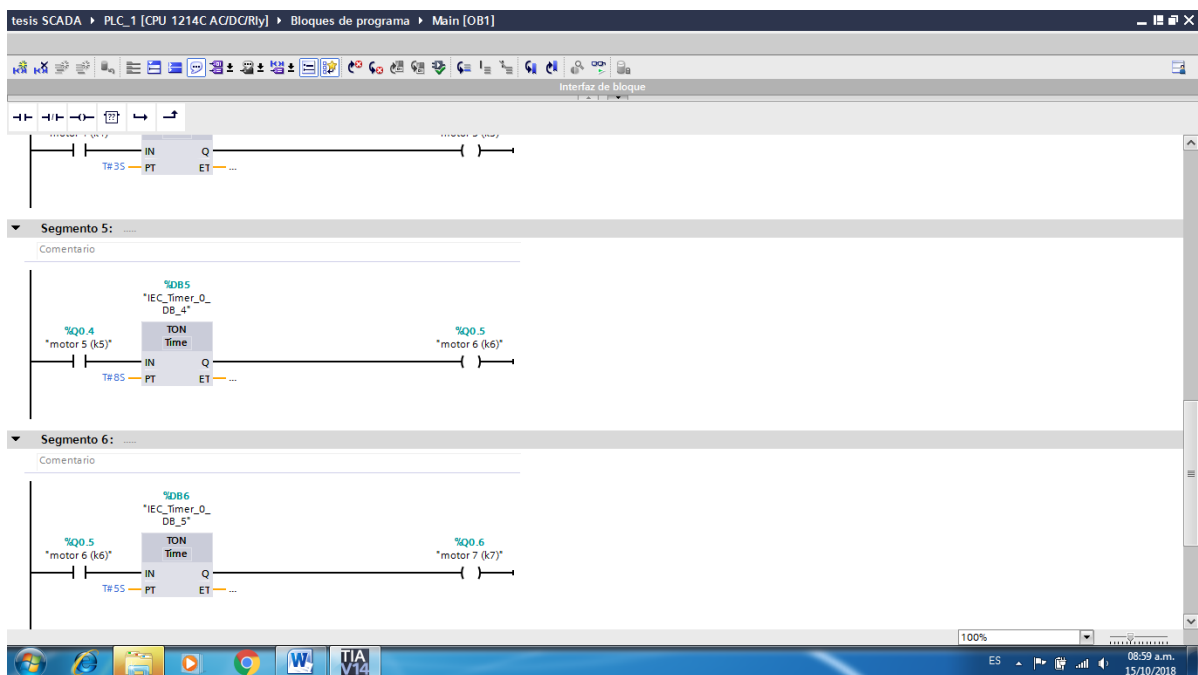 tesis SCADA ▸ PLC_1 [CPU 1214C AC/DC/Rly] ▸ Bloques de programa ▸ Main [OB1]
Interfaz de bloque
IN Q
T#3S PT ET ...
Segmento 5: .....
Comentario
%DB5
"IEC_Timer_0_
DB_4"
%Q0.4 TON %Q0.5
"motor 5 (k5)" Time "motor 6 (k6)"
IN Q
T#8S PT ET ...
Segmento 6: .....
Comentario
%DB6
"IEC_Timer_0_
DB_5"
%Q0.5 TON %Q0.6
"motor 6 (k6)" Time "motor 7 (k7)"
IN Q
T#5S PT ET ...
100%
W TIA V14
ES 08:59 a.m.
15/10/2018